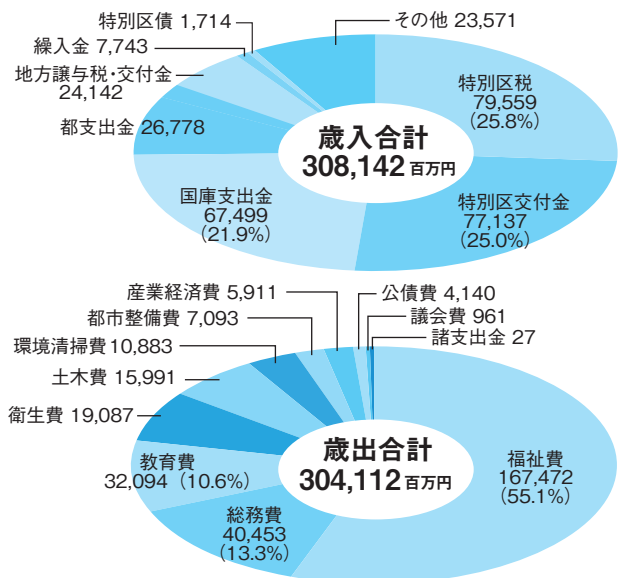 特別区債 1,714
その他 23,571
繰入金 7,743
地方譲与税・交付金
24,142
都支出金 26,778
特別区税
79,559
(25.8%)
歳入合計
308,142 百万円
国庫支出金
67,499
(21.9%)
特別区交付金
77,137
(25.0%)
産業経済費 5,911
公債費 4,140
都市整備費 7,093
議会費 961
環境清掃費 10,883
諸支出金 27
土木費 15,991
衛生費 19,087
歳出合計
304,112 百万円
教育費
32,094 (10.6%)
福祉費
167,472
(55.1%)
総務費
40,453
(13.3%)